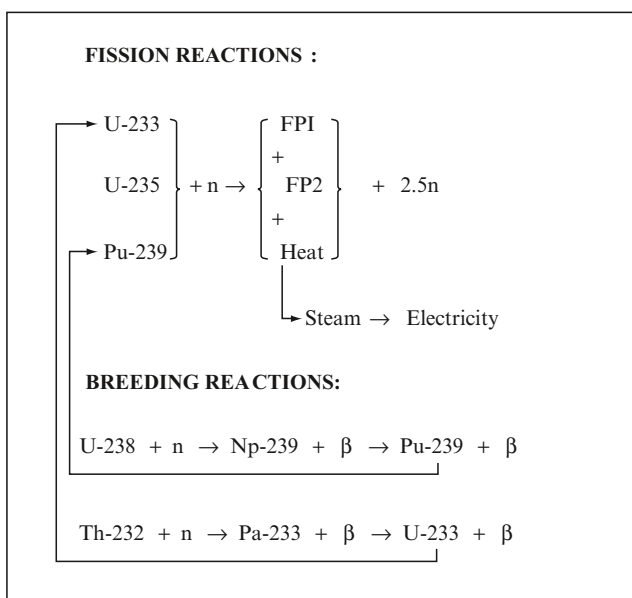 FISSION REACTIONS :
U-233
FPI
+
U-235
+ n →
FP2
+ 2.5n
+
Pu-239
Heat
Steam → Electricity
BREEDING REACTIONS:
U-238 + n → Np-239 + β → Pu-239 + β
Th-232 + n → Pa-233 + β → U-233 + β